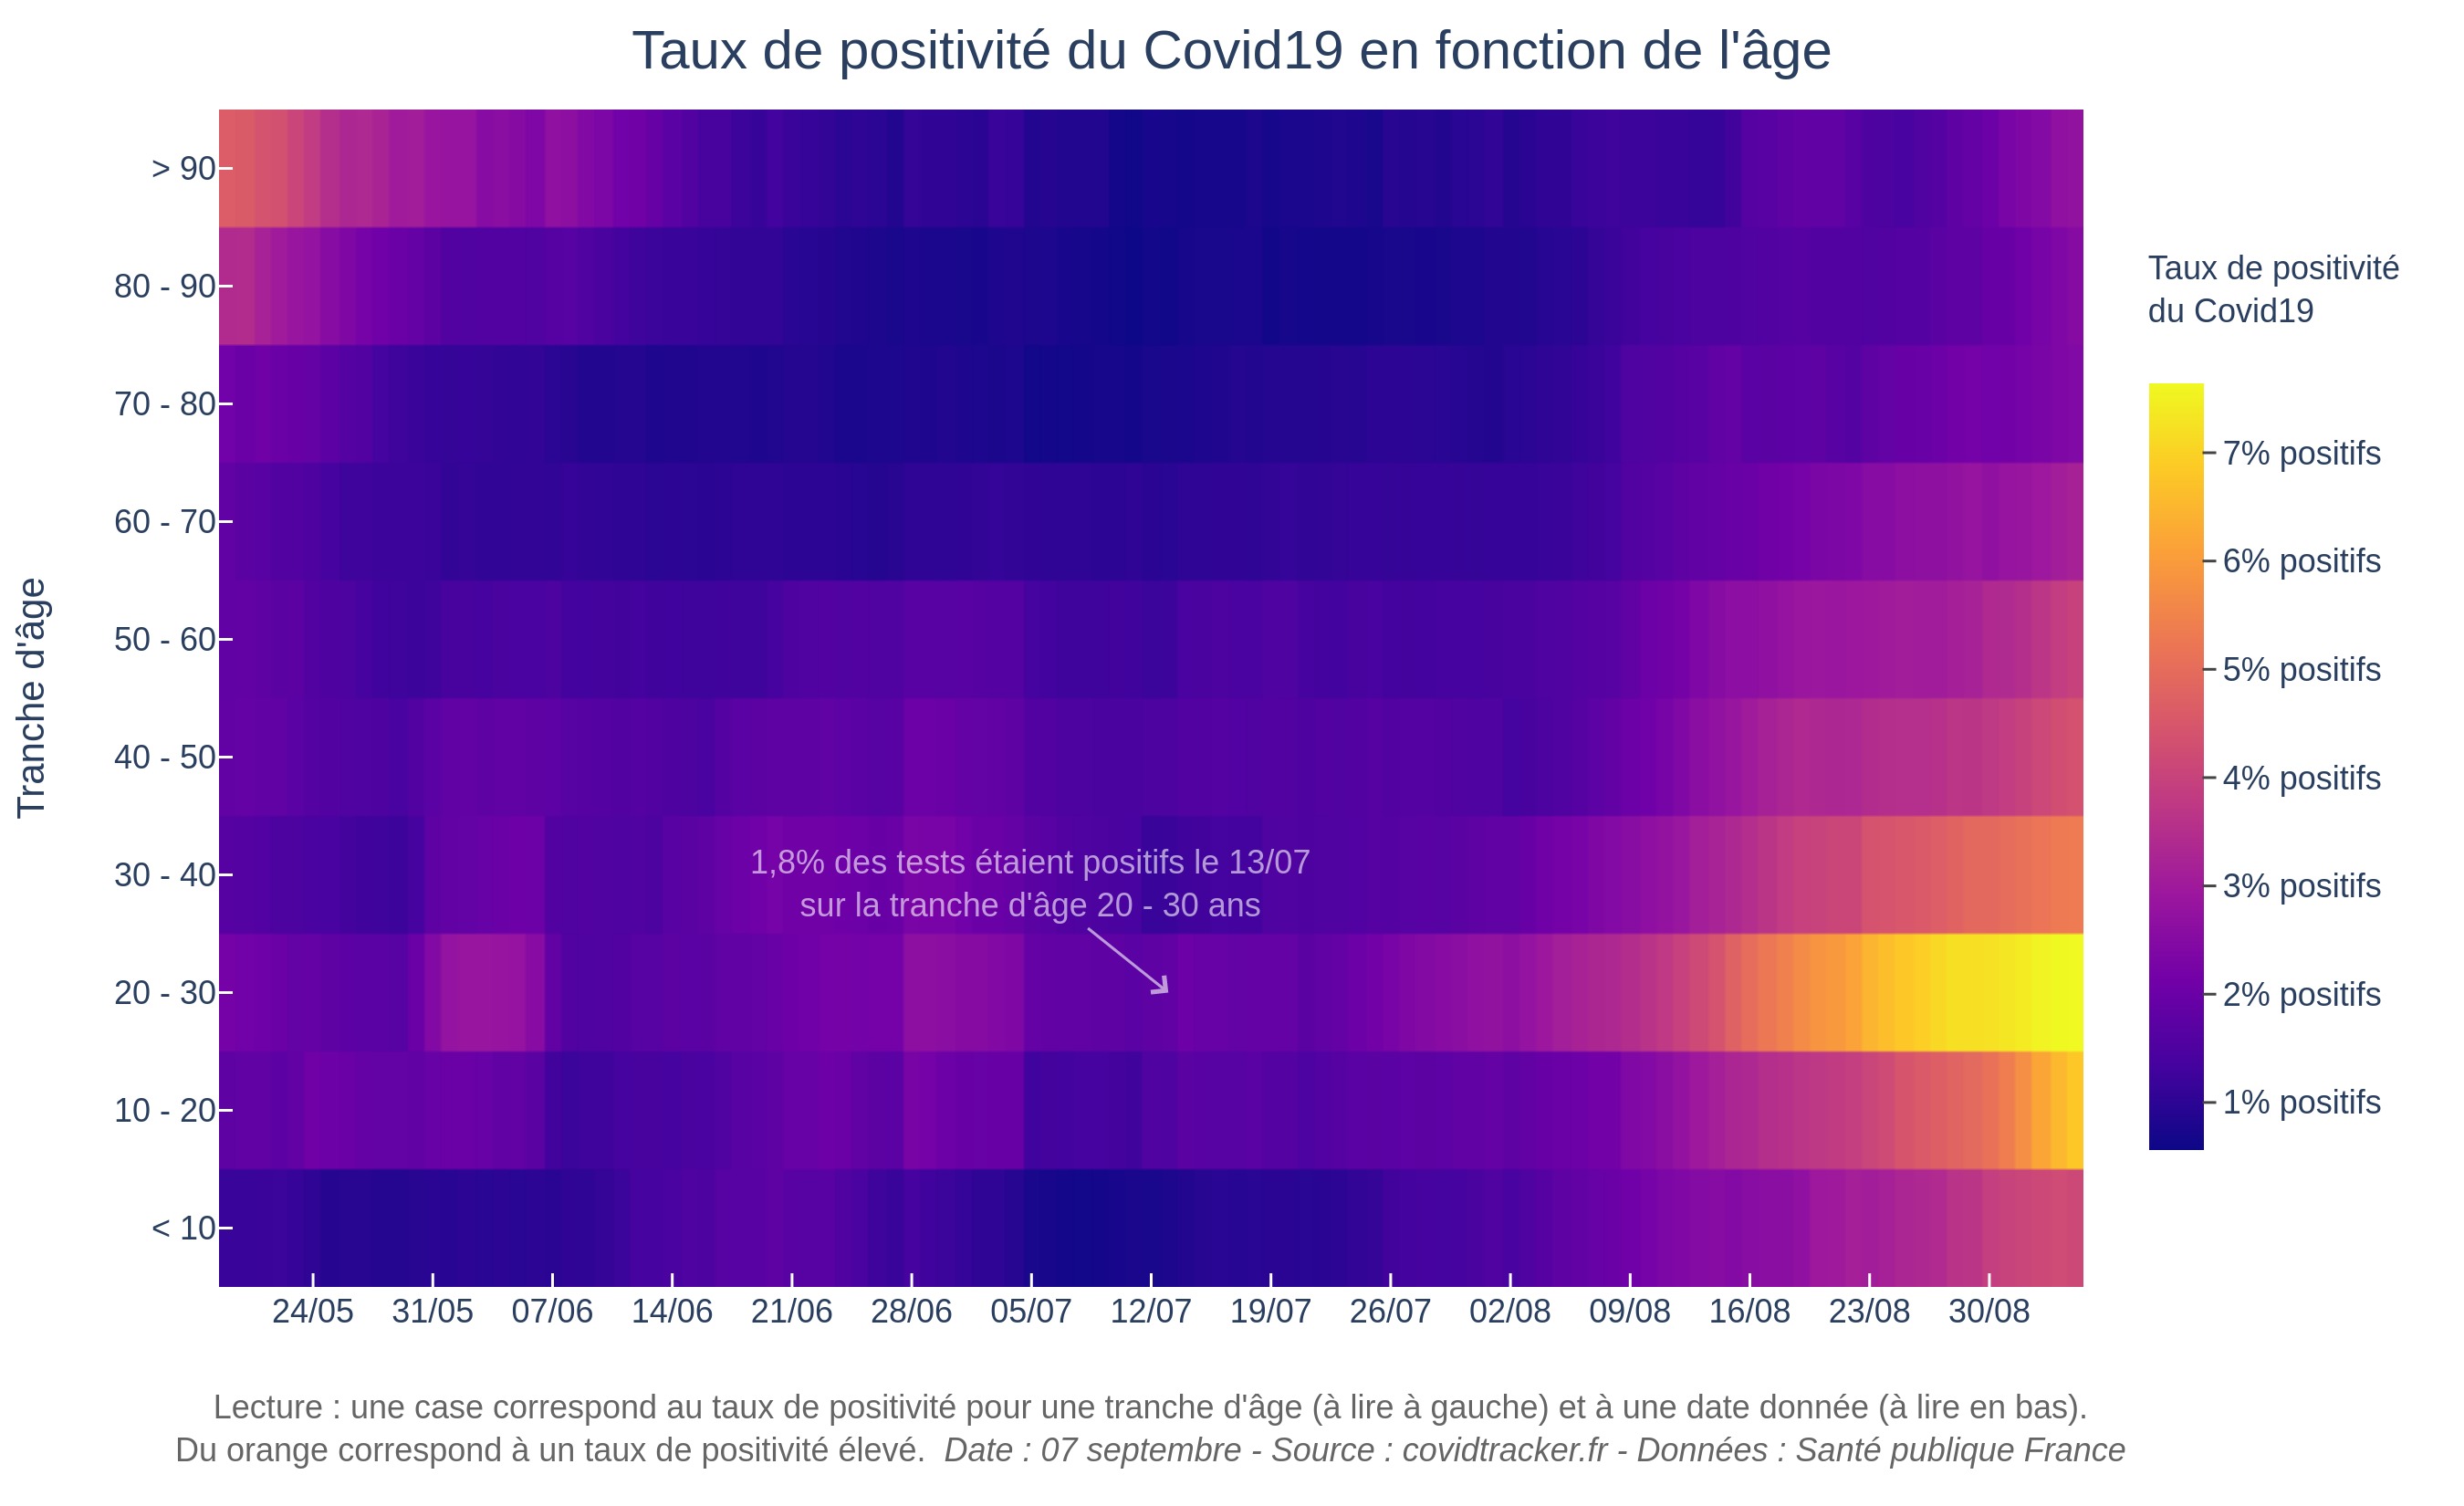 Taux de positivité du Covid19 en fonction de l'âge
Tranche d'âge
> 90
80 - 90
70 - 80
60 - 70
50 - 60
40 - 50
30 - 40
20 - 30
10 - 20
< 10
1,8% des tests étaient positifs le 13/07
sur la tranche d'âge 20 - 30 ans
24/05 31/05 07/06 14/06 21/06 28/06 05/07 12/07 19/07 26/07 02/08 09/08 16/08 23/08 30/08
Taux de positivité
du Covid19
7% positifs
6% positifs
5% positifs
4% positifs
3% positifs
2% positifs
1% positifs
Lecture : une case correspond au taux de positivité pour une tranche d'âge (à lire à gauche) et à une date donnée (à lire en bas).
Du orange correspond à un taux de positivité élevé. Date : 07 septembre - Source : covidtracker.fr - Données : Santé publique France